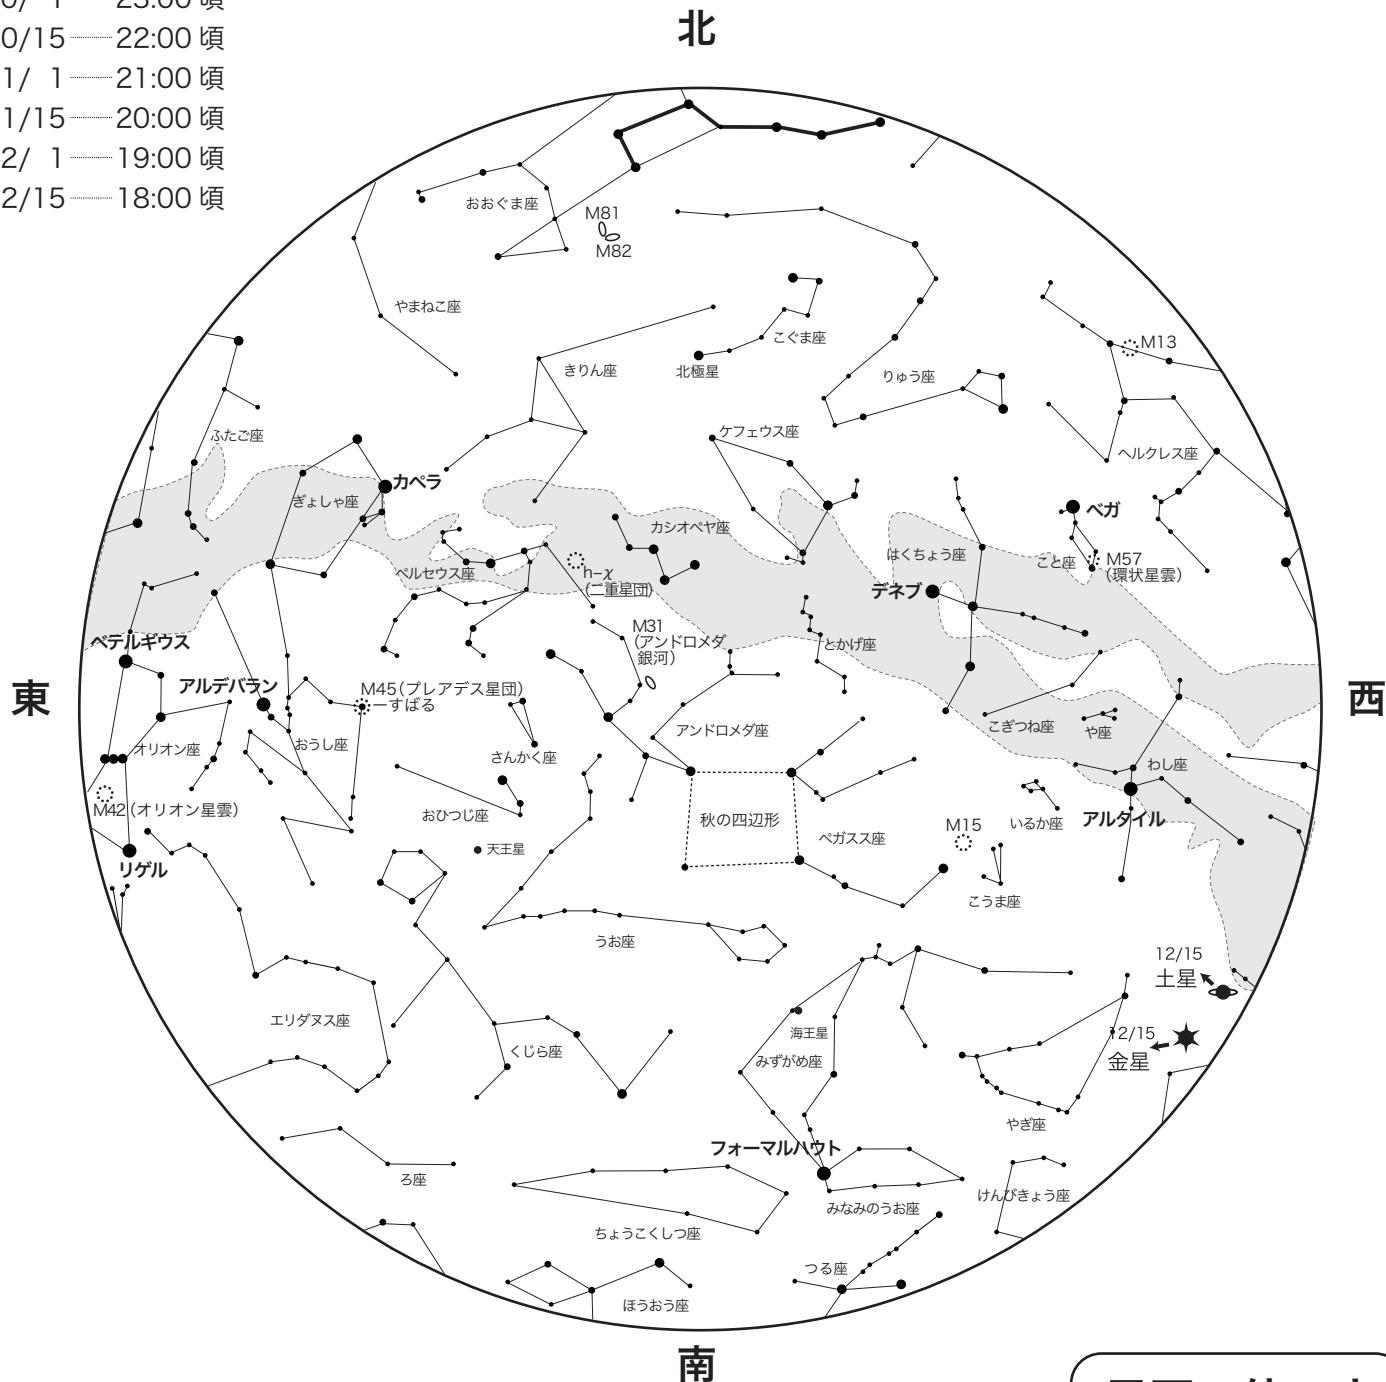 0/15 22:00 頃
1/ 1 21:00 頃
1/15 20:00 頃
2/ 1 19:00 頃
2/15 18:00 頃
北
おおぐま座
M81
M82
やまねこ座
こぐま座
北極星
きりん座
りゅう座
M13
ヘルクレス座
ふたご座
ケフェウス座
カペラ
ぎょしゃ座
カシオペヤ座
ベガ
はくちょう座
こと座
M57
(環状星雲)
ペルセウス座
h-χ
(二重星団)
デネブ
ベテルギウス
M31
(アンドロメダ
銀河)
とかげ座
東
アルデバラン
M45(プレアデス星団)
ーすばる
西
オリオン座
おうし座
さんかく座
アンドロメダ座
こぎつね座
や座
わし座
M42(オリオン星雲)
おひつじ座
秋の四辺形
ペガスス座
M15
いるか座
アルタイル
リゲル
天王星
こうま座
うお座
12/15
土星
エリダヌス座
くじら座
海王星
みずがめ座
12/15
金星
やぎ座
フォーマルハウト
ろ座
みなみのうお座
けんびきょう座
ちょうこくしつ座
つる座
ほうおう座
南